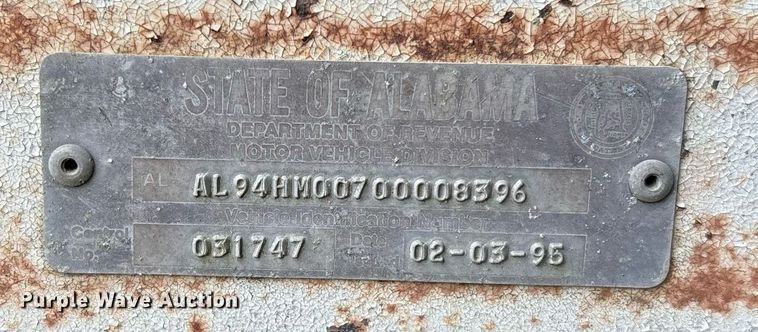 STATE OF ALABAMA
DEPARTMENT OF REVENUE
MOTOR VEHICLE DIVISION
AL AL94HM00700008396
Vehicle Identification Number
Control No. 031747 Date 02-03-95
Purple Wave Auction